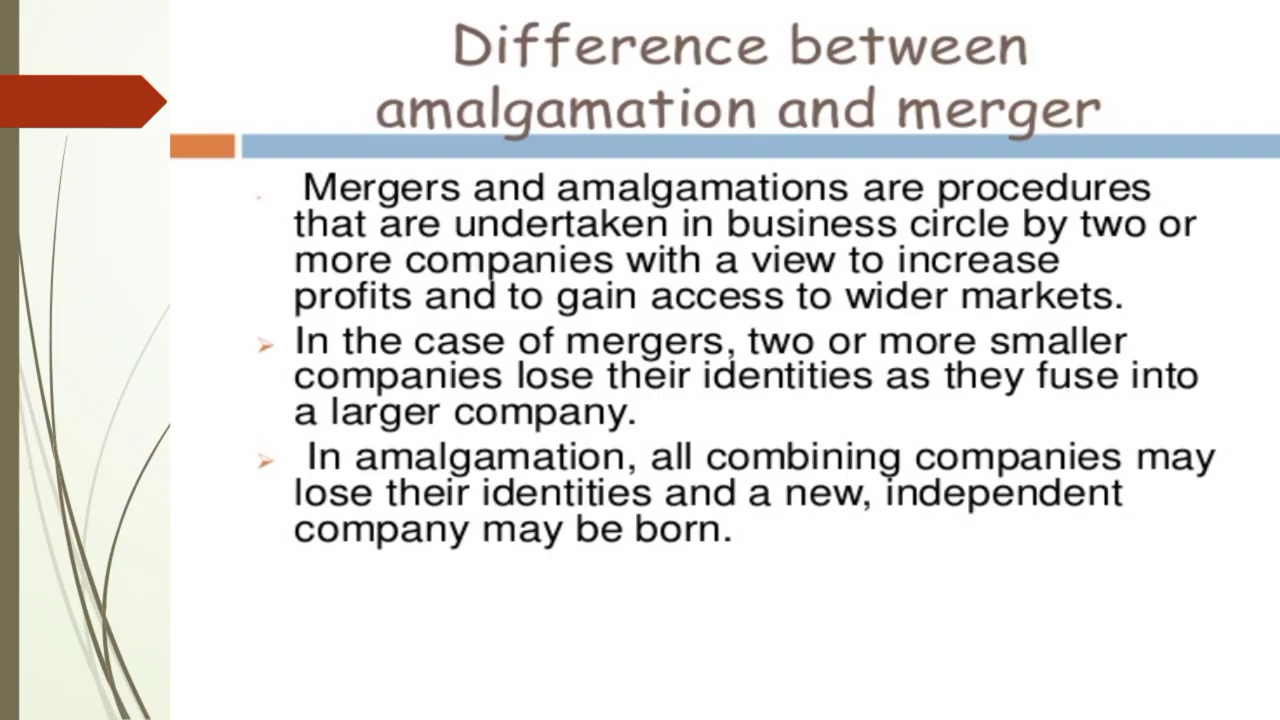 Difference between
amalgamation and merger
Mergers and amalgamations are procedures
that are undertaken in business circle by two or
more companies with a view to increase
profits and to gain access to wider markets.
In the case of mergers, two or more smaller
companies lose their identities as they fuse into
a larger company.
In amalgamation, all combining companies may
lose their identities and a new, independent
company may be born.